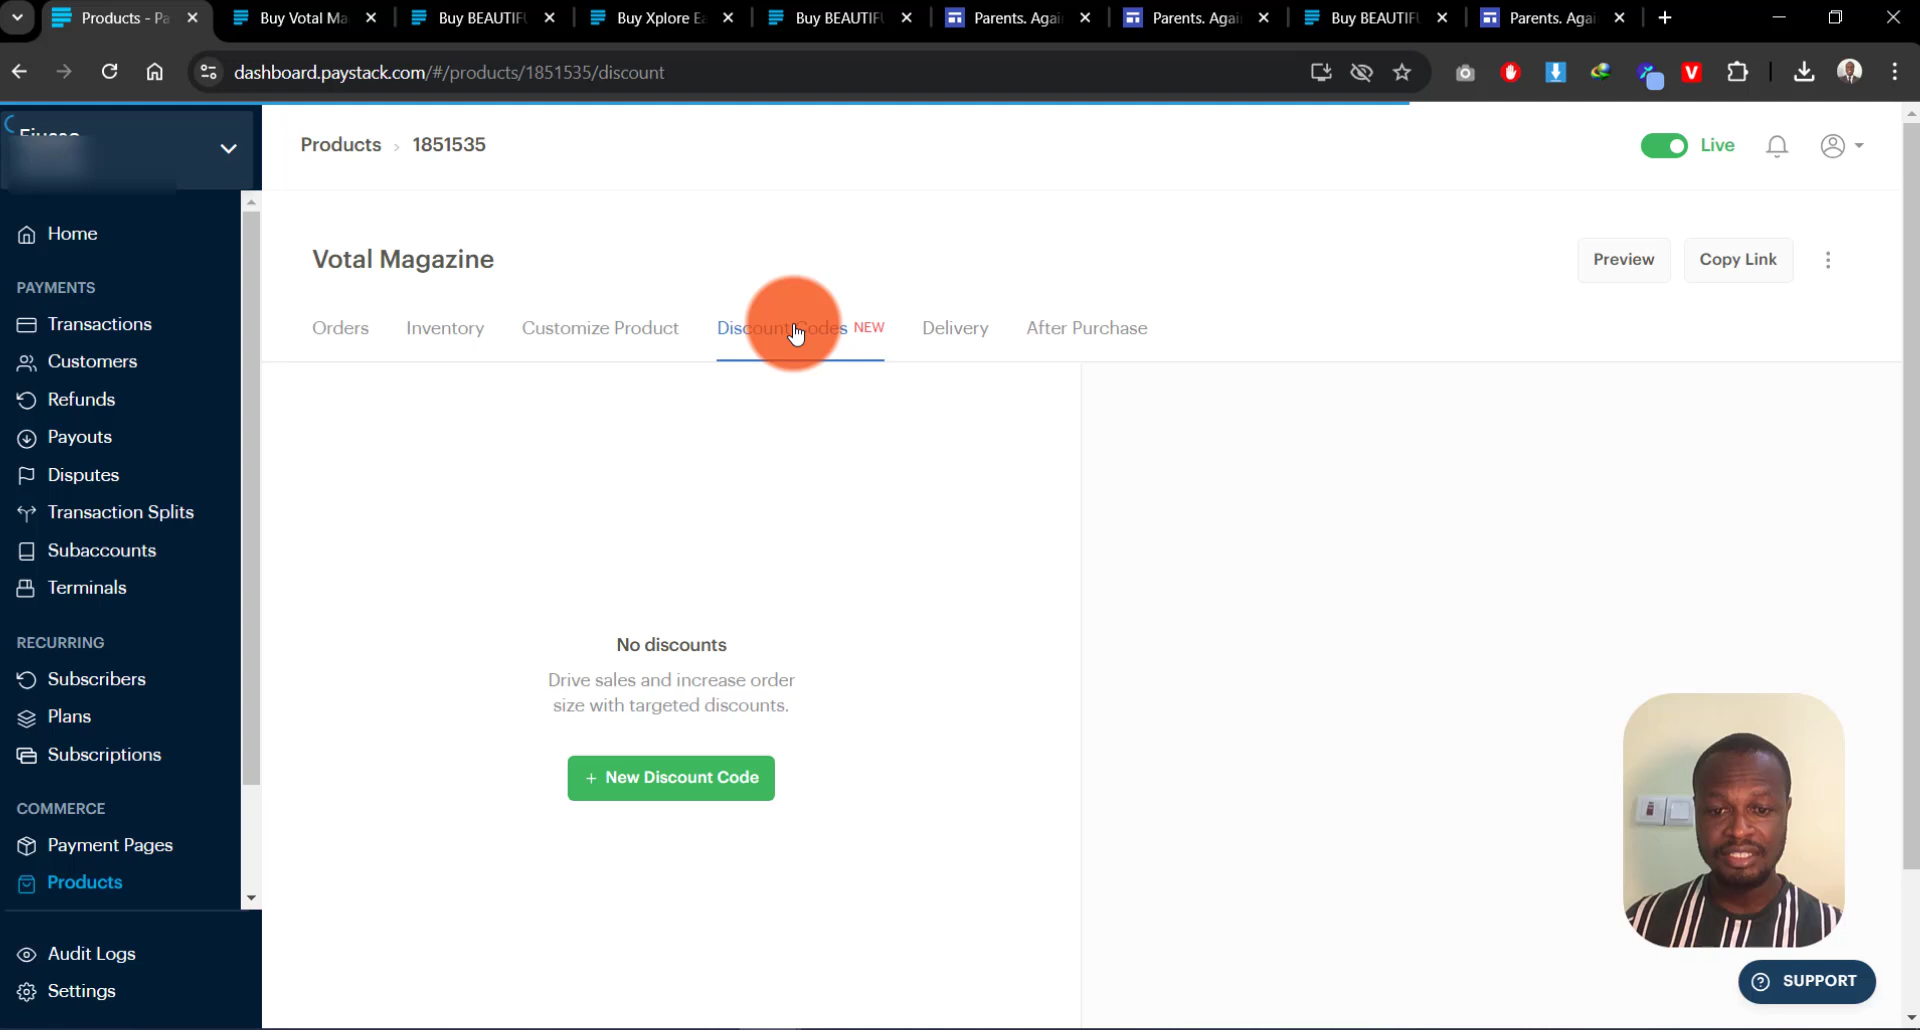 Products - Pa
Buy Votal Ma
Buy BEAUTIFU
Buy Xplore Ea
Buy BEAUTIFU
Parents. Again
Parents. Again
Buy BEAUTIFU
Parents. Again
dashboard.paystack.com/#/products/1851535/discount
Products › 1851535
Live
Home
PAYMENTS
Transactions
Customers
Refunds
Payouts
Disputes
Transaction Splits
Subaccounts
Terminals
RECURRING
Subscribers
Plans
Subscriptions
COMMERCE
Payment Pages
Products
Audit Logs
Settings
Votal Magazine
Preview
Copy Link
Orders
Inventory
Customize Product
Discount Codes NEW
Delivery
After Purchase
No discounts
Drive sales and increase order
size with targeted discounts.
+ New Discount Code
SUPPORT